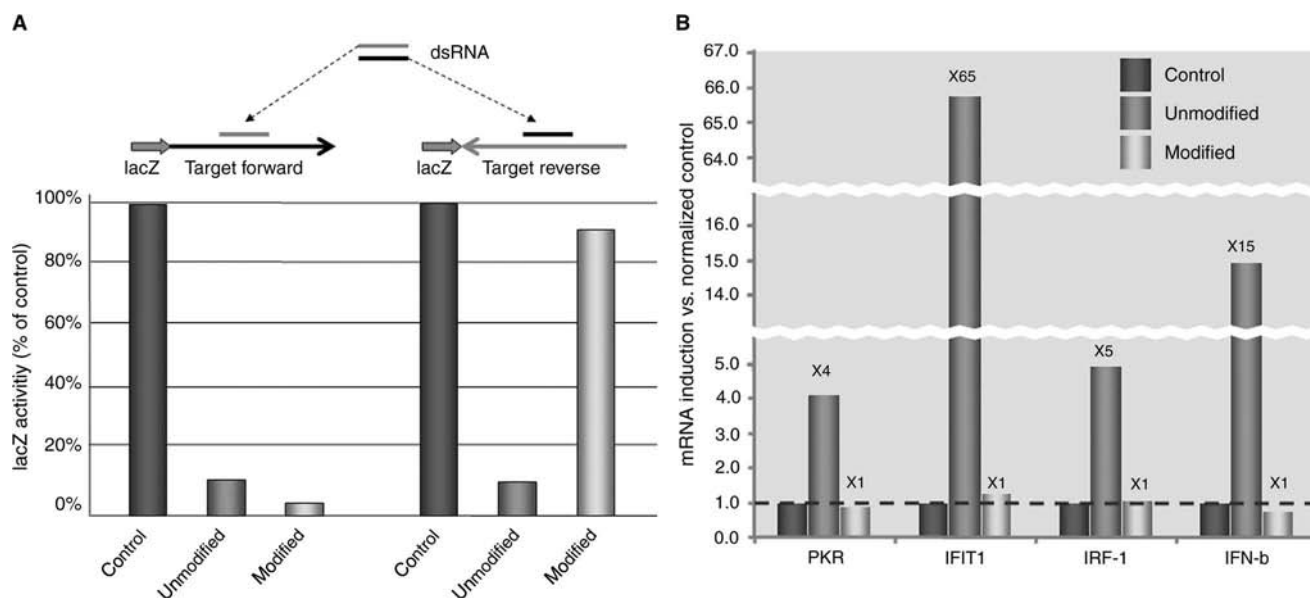 A
dsRNA
lacZ Target forward
lacZ Target reverse
lacZ activitiy (% of control)
100%
80%
60%
40%
20%
0%
Control
Unmodified
Modified
Control
Unmodified
Modified
B
mRNA induction vs. normalized control
67.0
66.0
65.0
64.0
16.0
15.0
14.0
5.0
4.0
3.0
2.0
1.0
0.0
Control
Unmodified
Modified
X4
X1
X65
X1
X5
X1
X15
X1
PKR
IFIT1
IRF-1
IFN-b